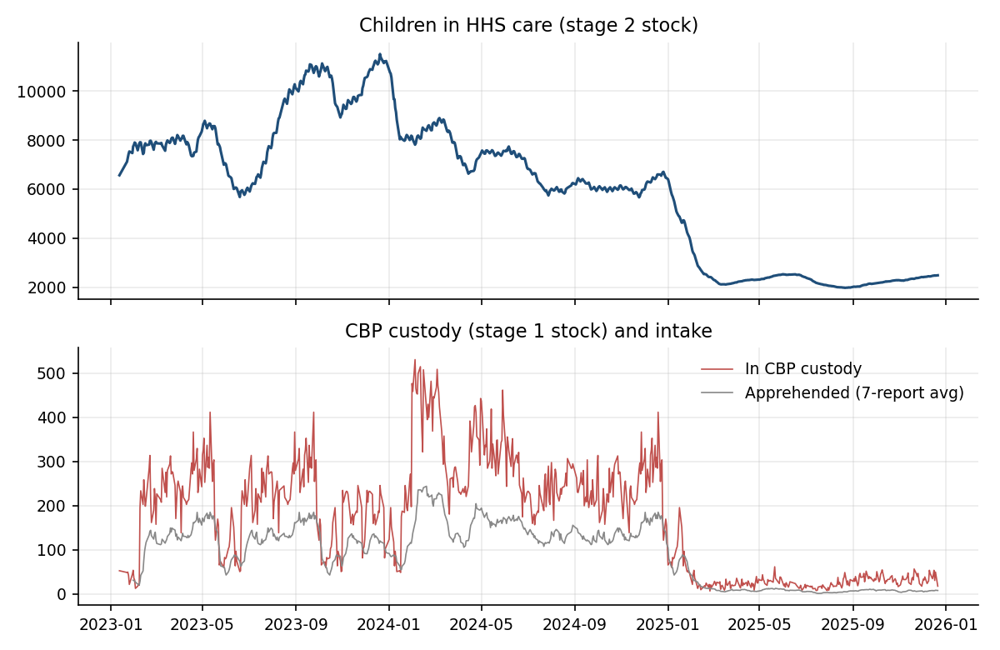 Children in HHS care (stage 2 stock)
10000
8000
6000
4000
2000
CBP custody (stage 1 stock) and intake
In CBP custody
Apprehended (7-report avg)
500
400
300
200
100
0
2023-01 2023-05 2023-09 2024-01 2024-05 2024-09 2025-01 2025-05 2025-09 2026-01